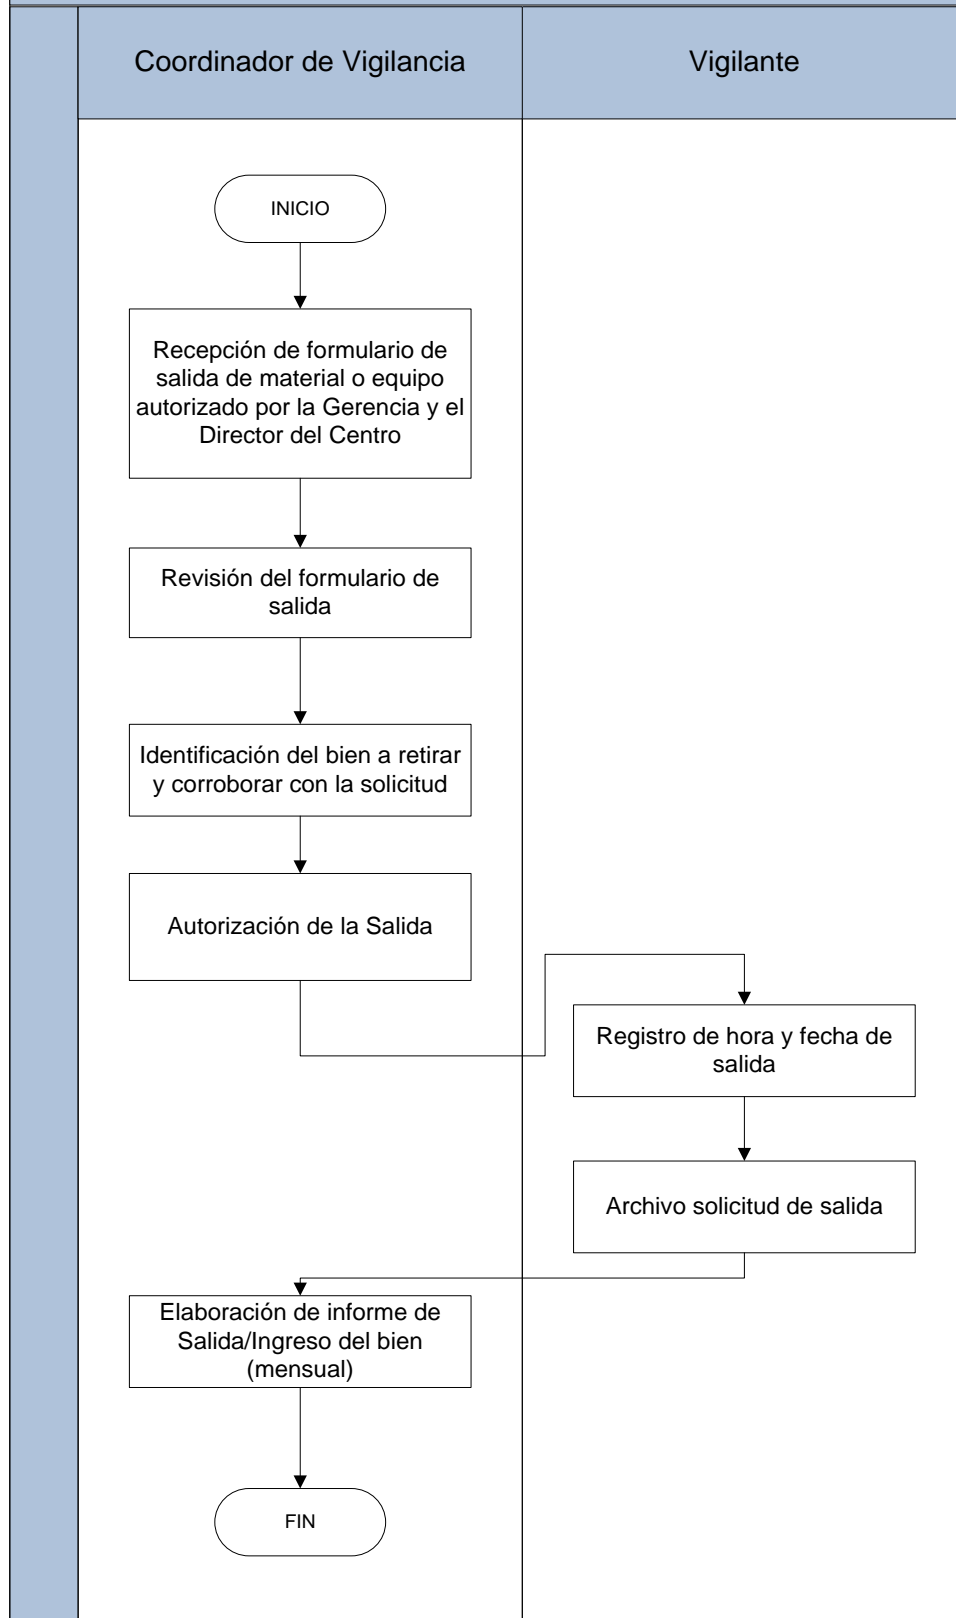 Coordinador de Vigilancia
Vigilante
INICIO
Recepción de formulario de
salida de material o equipo
autorizado por la Gerencia y el
Director del Centro
Revisión del formulario de
salida
Identificación del bien a retirar
y corroborar con la solicitud
Autorización de la Salida
Registro de hora y fecha de
salida
Archivo solicitud de salida
Elaboración de informe de
Salida/Ingreso del bien
(mensual)
FIN